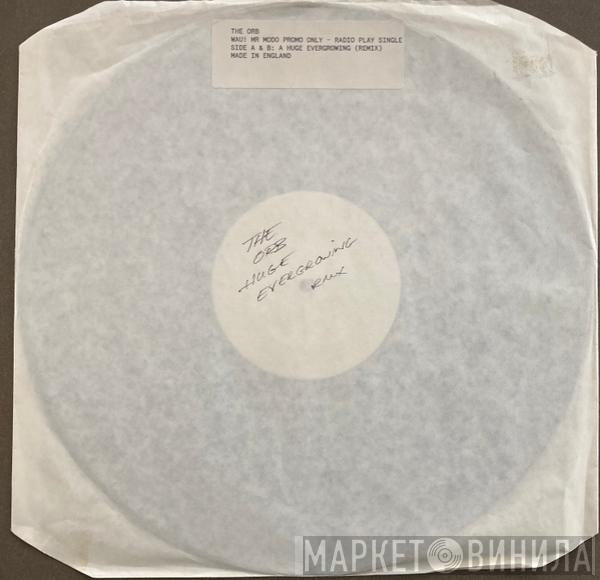 THE ORB
WAU! MR MODO PROMO ONLY - RADIO PLAY SINGLE
SIDE A & B: A HUGE EVERGROWING (REMIX)
MADE IN ENGLAND
THE
ORB
HUGE
EVERGROWING
RMX
МАРКЕТ ВИНИЛА